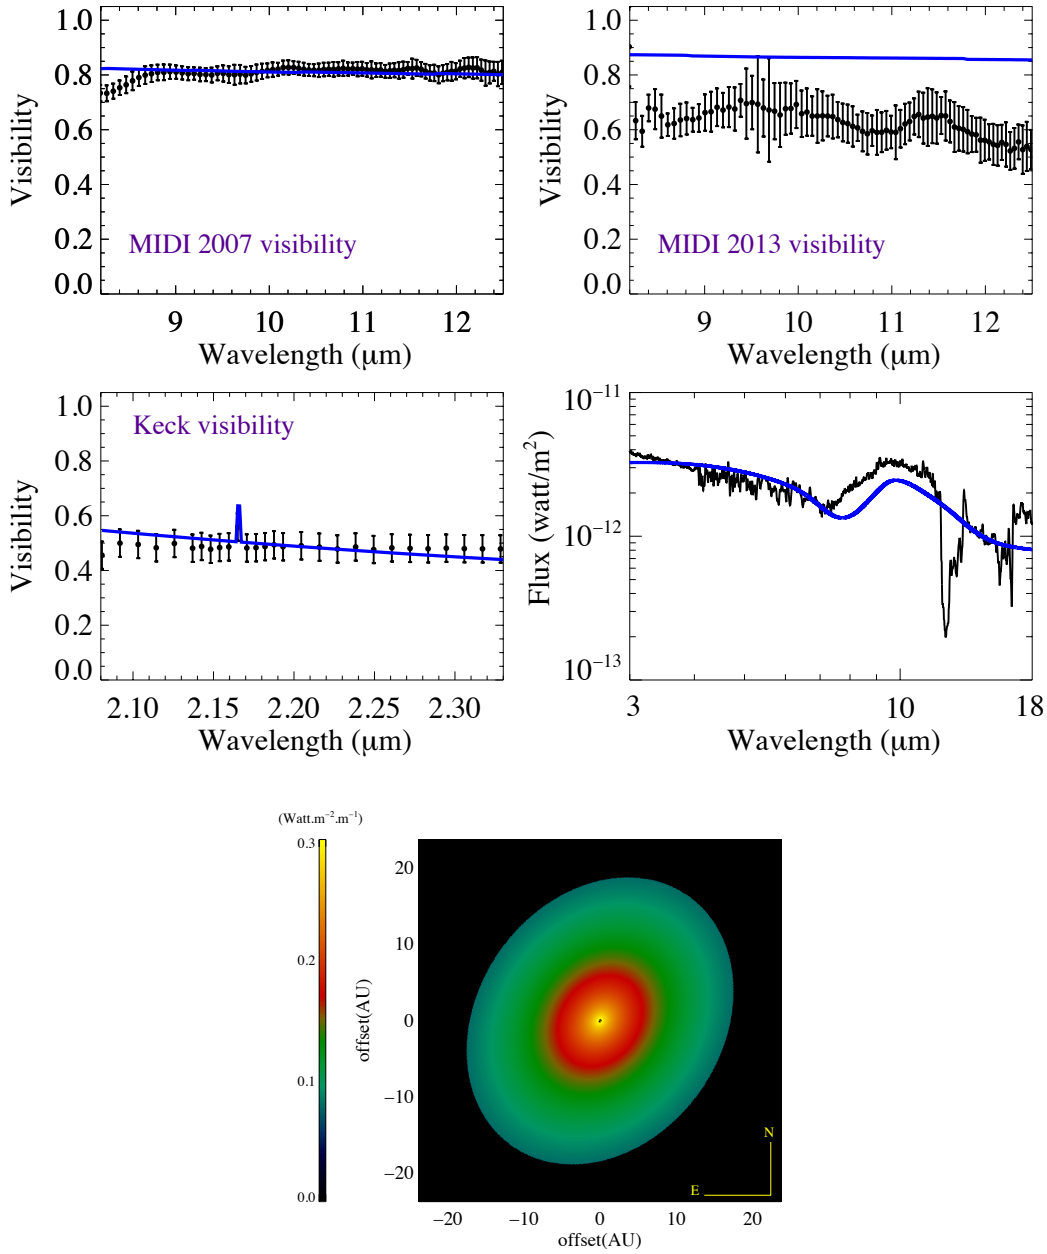 1.0
0.8
0.6
0.4
0.2
0.0
Visibility
MIDI 2007 visibility
9 10 11 12
Wavelength (μm)
1.0
0.8
0.6
0.4
0.2
0.0
Visibility
MIDI 2013 visibility
9 10 11 12
Wavelength (μm)
1.0
0.8
0.6
0.4
0.2
0.0
Visibility
Keck visibility
2.10 2.15 2.20 2.25 2.30
Wavelength (μm)
10⁻¹¹
10⁻¹²
10⁻¹³
Flux (watt/m²)
3 10 18
Wavelength (μm)
(Watt.m⁻².m⁻¹)
0.3
0.2
0.1
0.0
20
10
0
−10
−20
offset(AU)
N
E
−20 −10 0 10 20
offset(AU)